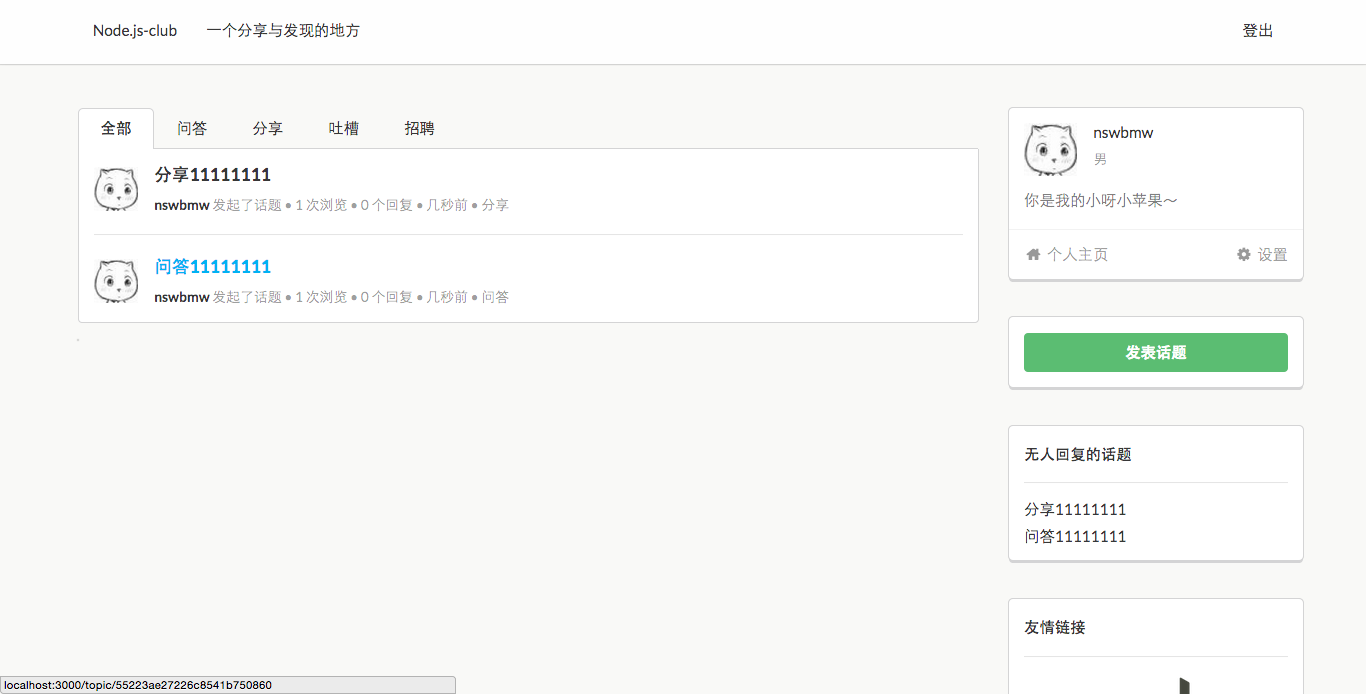 Node.js-club 一个分享与发现的地方 登出
全部 问答 分享 吐槽 招聘
分享11111111
nswbmw 发起了话题 • 1 次浏览 • 0 个回复 • 几秒前 • 分享
问答11111111
nswbmw 发起了话题 • 1 次浏览 • 0 个回复 • 几秒前 • 问答
nswbmw
男
你是我的小呀小苹果～
个人主页 设置
发表话题
无人回复的话题
分享11111111
问答11111111
友情链接
localhost:3000/topic/55223ae27226c8541b750860